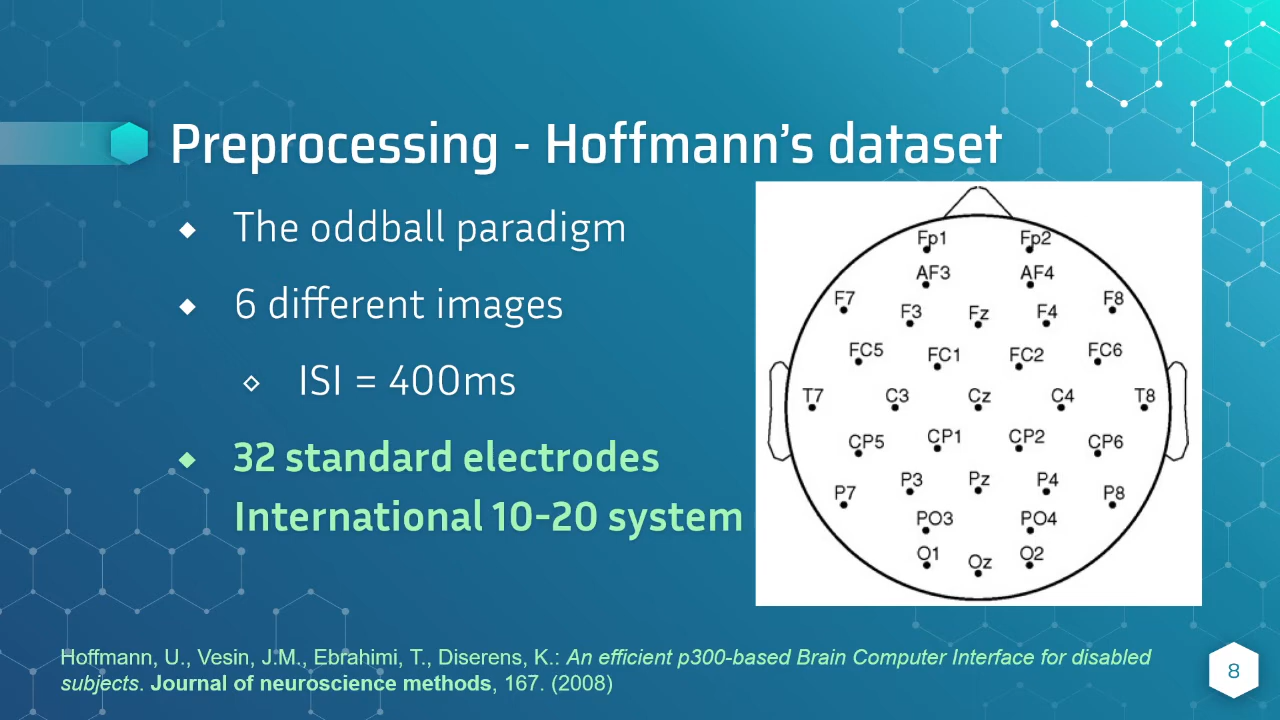 Preprocessing - Hoffmann's dataset
The oddball paradigm
6 different images
ISI = 400ms
32 standard electrodes
International 10-20 system
Fp1 Fp2
AF3 AF4
F7 F3 Fz F4 F8
FC5 FC1 FC2 FC6
T7 C3 Cz C4 T8
CP5 CP1 CP2 CP6
P7 P3 Pz P4 P8
PO3 PO4
O1 Oz O2
Hoffmann, U., Vesin, J.M., Ebrahimi, T., Diserens, K.: An efficient p300-based Brain Computer Interface for disabled
subjects. Journal of neuroscience methods, 167. (2008)
8